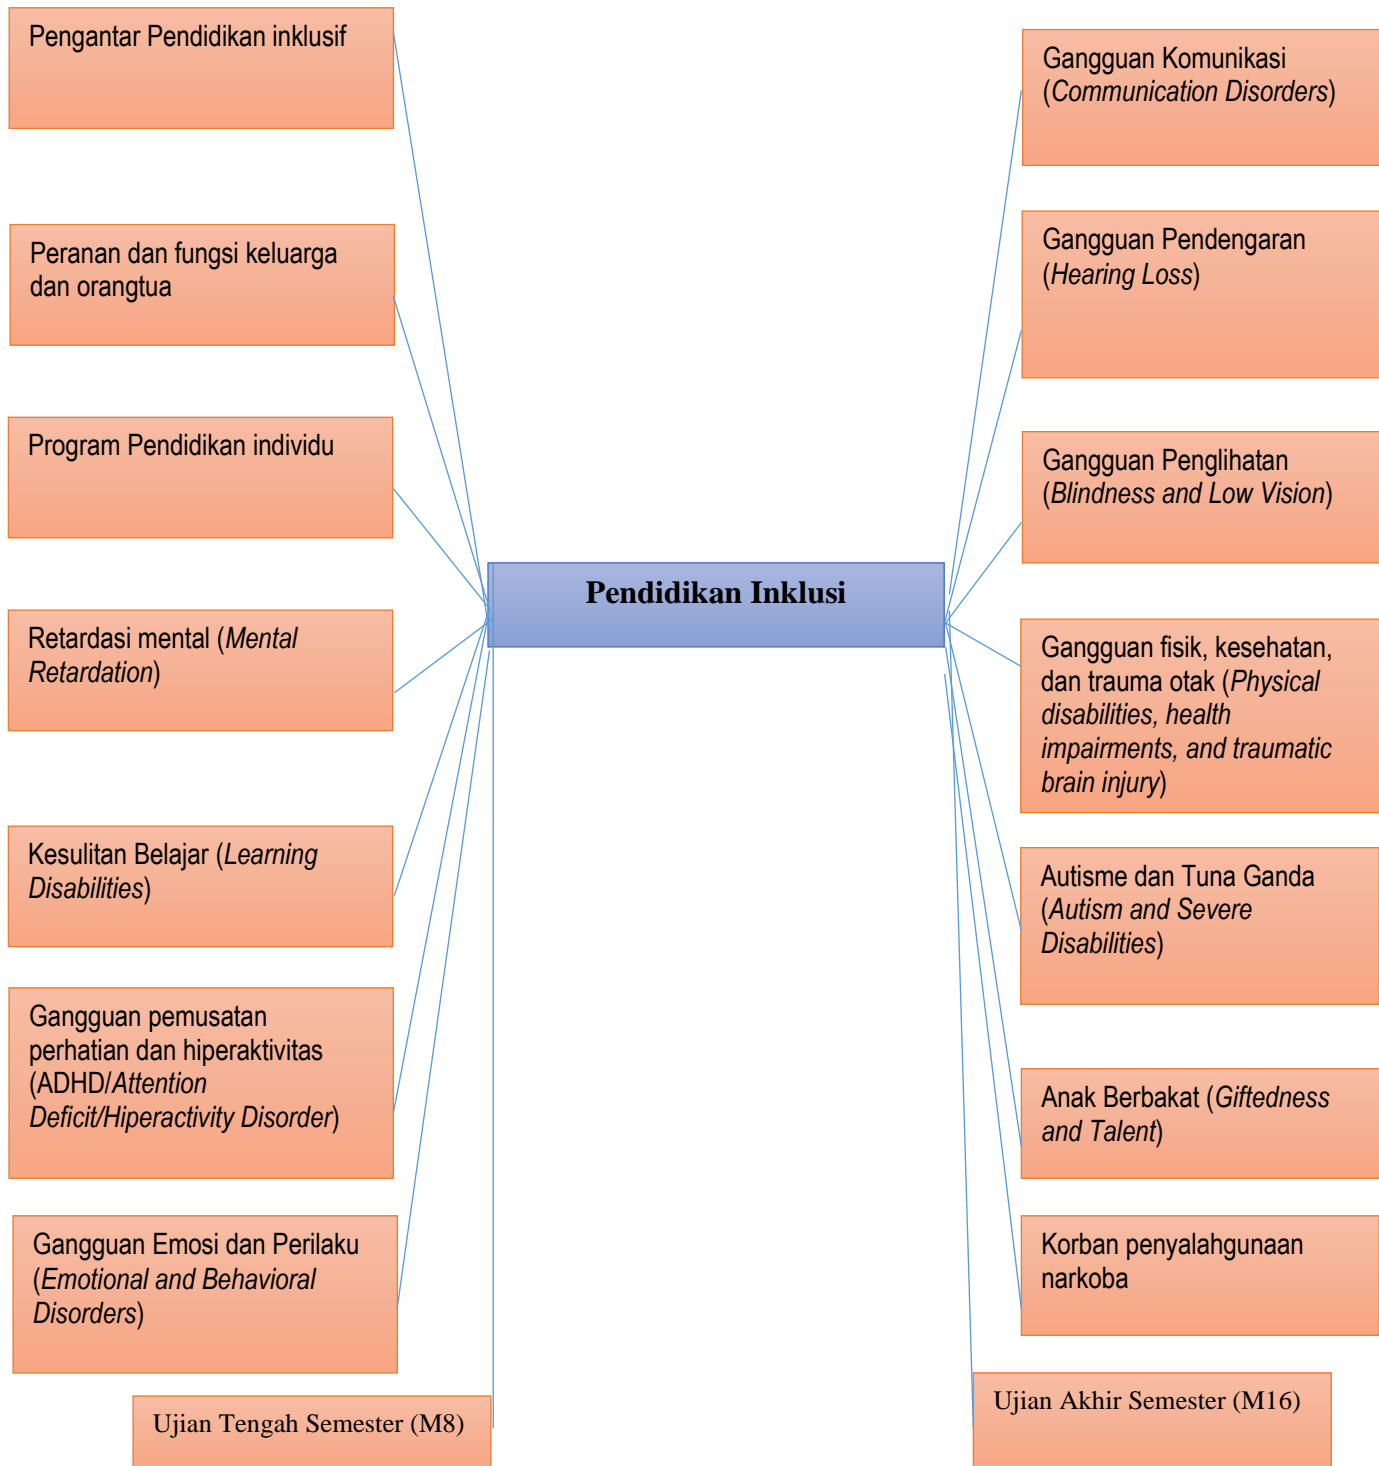 Pengantar Pendidikan inklusif
Peranan dan fungsi keluarga
dan orangtua
Program Pendidikan individu
Retardasi mental (Mental
Retardation)
Kesulitan Belajar (Learning
Disabilities)
Gangguan pemusatan
perhatian dan hiperaktivitas
(ADHD/Attention
Deficit/Hiperactivity Disorder)
Gangguan Emosi dan Perilaku
(Emotional and Behavioral
Disorders)
Ujian Tengah Semester (M8)
Pendidikan Inklusi
Gangguan Komunikasi
(Communication Disorders)
Gangguan Pendengaran
(Hearing Loss)
Gangguan Penglihatan
(Blindness and Low Vision)
Gangguan fisik, kesehatan,
dan trauma otak (Physical
disabilities, health
impairments, and traumatic
brain injury)
Autisme dan Tuna Ganda
(Autism and Severe
Disabilities)
Anak Berbakat (Giftedness
and Talent)
Korban penyalahgunaan
narkoba
Ujian Akhir Semester (M16)